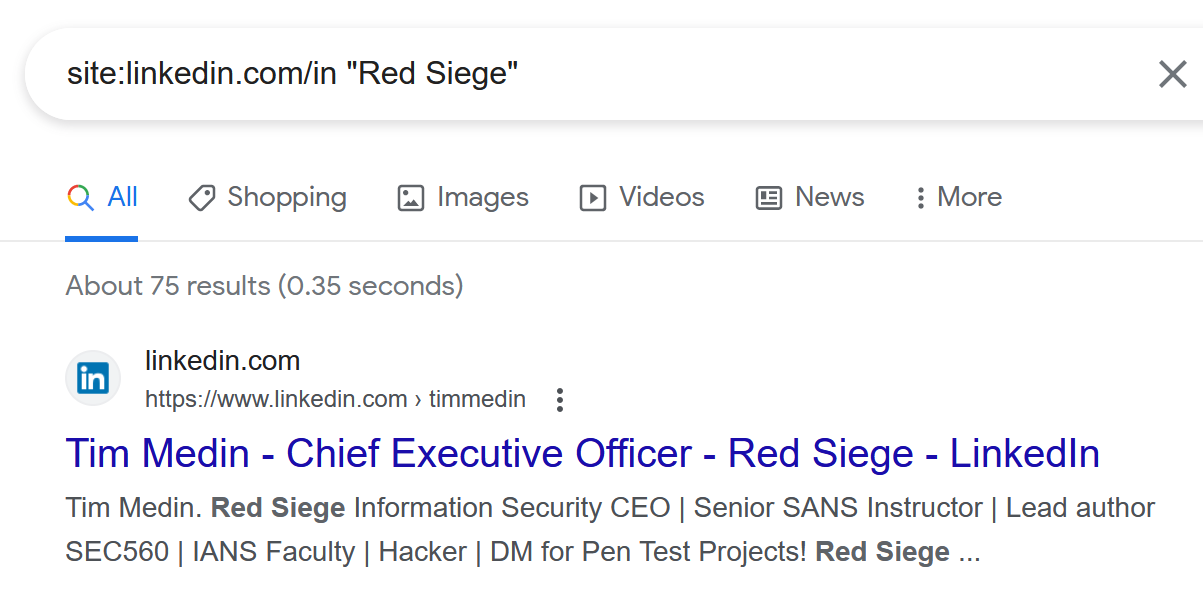 site:linkedin.com/in "Red Siege"
All Shopping Images Videos News More
About 75 results (0.35 seconds)
in
linkedin.com
https://www.linkedin.com › timmedin
Tim Medin - Chief Executive Officer - Red Siege - LinkedIn
Tim Medin. Red Siege Information Security CEO | Senior SANS Instructor | Lead author
SEC560 | IANS Faculty | Hacker | DM for Pen Test Projects! Red Siege ...